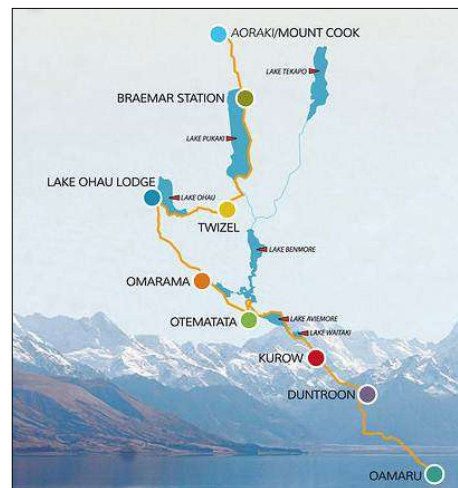 AORAKI/MOUNT COOK
LAKE TEKAPO
BRAEMAR STATION
LAKE PUKAKI
LAKE OHAU LODGE
LAKE OHAU
TWIZEL
LAKE BENMORE
OMARAMA
OTEMATATA
LAKE AVIEMORE
LAKE WAITAKI
KUROW
DUNTROON
OAMARU